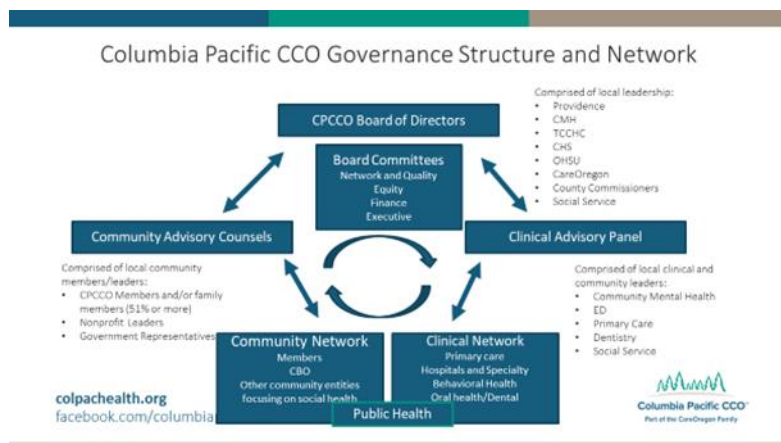 Columbia Pacific CCO Governance Structure and Network
CPCCO Board of Directors
Comprised of local leadership:
• Providence
• CMH
• TCCHC
• CHS
• OHSU
• CareOregon
• County Commissioners
• Social Service
Board Committees
Network and Quality
Equity
Finance
Executive
Community Advisory Counsels
Clinical Advisory Panel
Comprised of local community
members/leaders:
• CPCCO Members and/or family
members (51% or more)
• Nonprofit Leaders
• Government Representatives
Comprised of local clinical and
community leaders:
• Community Mental Health
• ED
• Primary Care
• Dentistry
• Social Service
Community Network
Members
CBO
Other community entities
focusing on social health
Clinical Network
Primary care
Hospitals and Specialty
Behavioral Health
Oral health/Dental
Public Health
colpachealth.org
facebook.com/columbia
Columbia Pacific CCO™
Part of the CareOregon Family